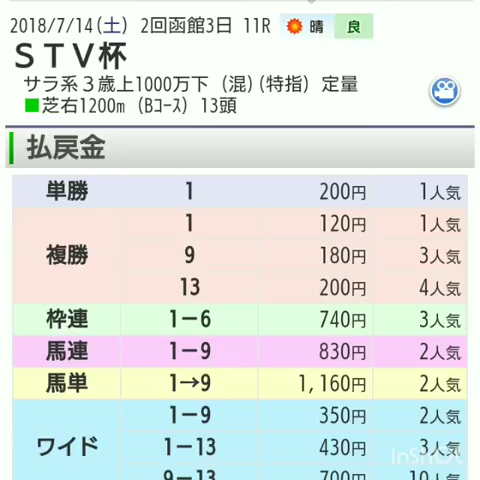 2018/7/14(土) 2回函館3日 11R 晴 良
ＳＴＶ杯
サラ系３歳上1000万下 (混)(特指) 定量
■芝右1200m (Bｺｰｽ) 13頭
払戻金
単勝 1 200円 1人気
1 120円 1人気
複勝 9 180円 3人気
13 200円 4人気
枠連 1－6 740円 3人気
馬連 1－9 830円 2人気
馬単 1→9 1,160円 2人気
1－9 350円 2人気
ワイド 1－13 430円 3人気
9－13 700円 10人気
InShOt